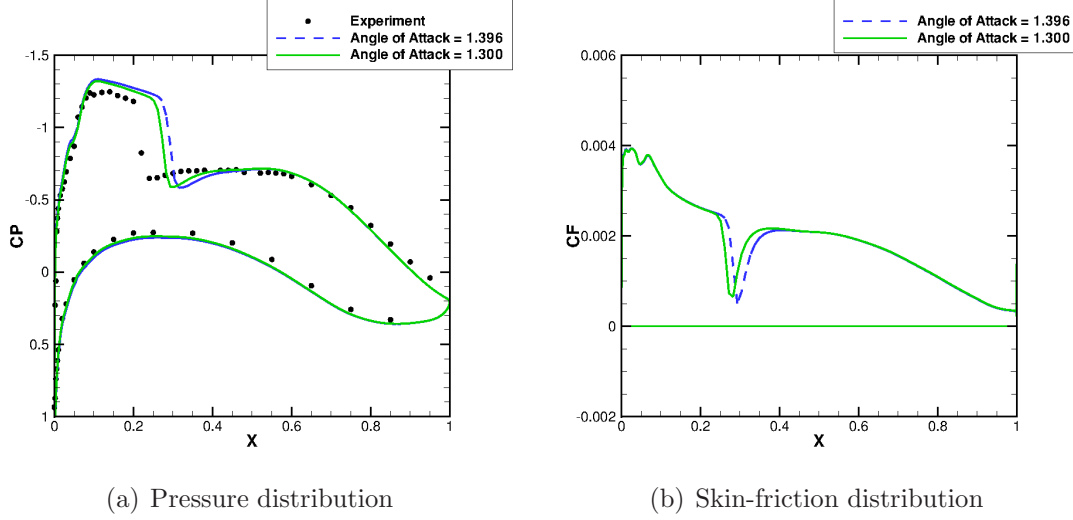 Experiment
Angle of Attack = 1.396
Angle of Attack = 1.300
-1.5
-1
-0.5
0
0.5
1
CP
0
0.2
0.4
0.6
0.8
1
X
(a) Pressure distribution
Angle of Attack = 1.396
Angle of Attack = 1.300
0.006
0.004
0.002
0
-0.002
CF
0
0.2
0.4
0.6
0.8
1
X
(b) Skin-friction distribution